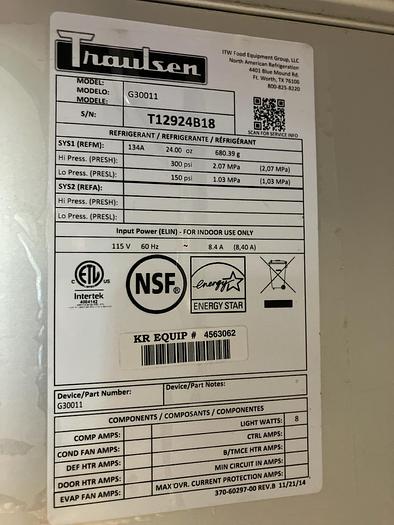 Traulsen
ITW Food Equipment Group, LLC
North American Refrigeration
4401 Blue Mound Rd.
Ft. Worth, TX 76106
800-825-8220
MODEL:
MODELO: G30011
MODELE:
S/N: T12924B18
SCAN FOR SERVICE INFO
REFRIGERANT / REFRIGERANTE / RÉFRIGÉRANT
SYS1 (REFM): 134A 24.00 oz 680.39 g
Hi Press. (PRESH): 300 psi 2.07 MPa (2,07 MPa)
Lo Press. (PRESL): 150 psi 1.03 MPa (1,03 MPa)
SYS2 (REFA):
Hi Press. (PRESH):
Lo Press. (PRESL):
Input Power (ELIN) - FOR INDOOR USE ONLY
115 V 60 Hz ~ 8.4 A (8,40 A)
C ETL US
Intertek
4004142
NSF
energy
ENERGY STAR
KR EQUIP # 4563062
Device/Part Number: Device/Part Notes:
G30011
COMPONENTS / COMPOSANTS / COMPONENTES
LIGHT WATTS: 8
COMP AMPS: CTRL AMPS:
COND FAN AMPS: B/TMCE HTR AMPS:
DEF HTR AMPS: MIN CIRCUIT IN AMPS:
DOOR HTR AMPS: MAX OVR. CURRENT PROTECTION AMPS:
EVAP FAN AMPS: 370-60297-00 REV.B 11/21/14